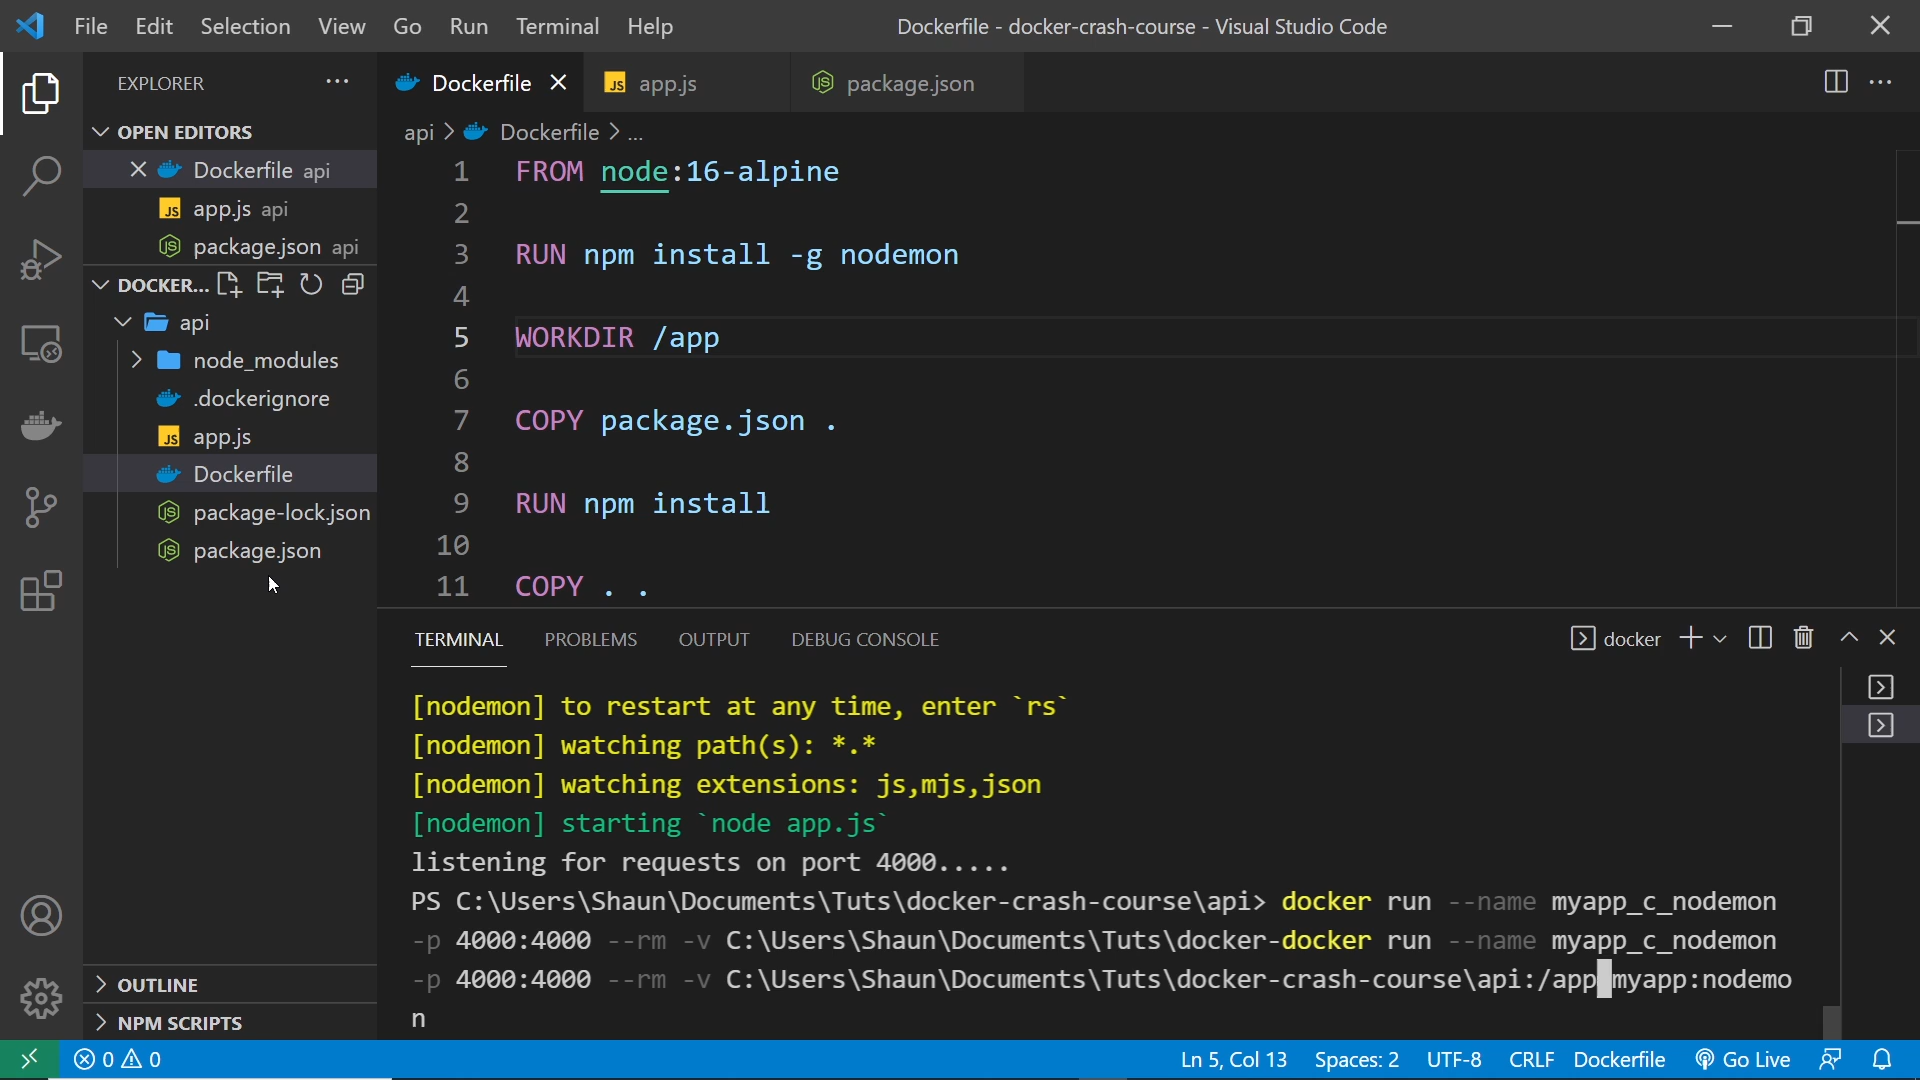 File Edit Selection View Go Run Terminal Help
Dockerfile - docker-crash-course - Visual Studio Code
EXPLORER
OPEN EDITORS
Dockerfile api
app.js api
package.json api
DOCKER...
api
node_modules
.dockerignore
app.js
Dockerfile
package-lock.json
package.json
OUTLINE
NPM SCRIPTS
Dockerfile app.js package.json
api > Dockerfile > ...
1 FROM node:16-alpine
2
3 RUN npm install -g nodemon
4
5 WORKDIR /app
6
7 COPY package.json .
8
9 RUN npm install
10
11 COPY . .
TERMINAL PROBLEMS OUTPUT DEBUG CONSOLE
docker
[nodemon] to restart at any time, enter `rs`
[nodemon] watching path(s): *.*
[nodemon] watching extensions: js,mjs,json
[nodemon] starting `node app.js`
listening for requests on port 4000.....
PS C:\Users\Shaun\Documents\Tuts\docker-crash-course\api> docker run --name myapp_c_nodemon
-p 4000:4000 --rm -v C:\Users\Shaun\Documents\Tuts\docker-docker run --name myapp_c_nodemon
-p 4000:4000 --rm -v C:\Users\Shaun\Documents\Tuts\docker-crash-course\api:/app myapp:nodemo
n
0 0
Ln 5, Col 13 Spaces: 2 UTF-8 CRLF Dockerfile Go Live